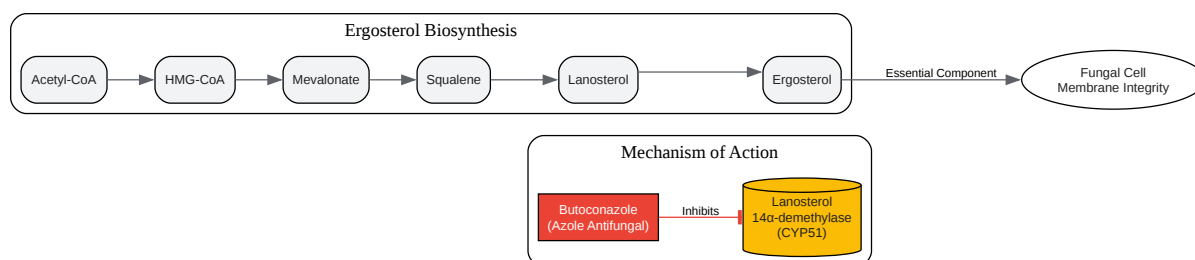 Ergosterol Biosynthesis
Acetyl-CoA
HMG-CoA
Mevalonate
Squalene
Lanosterol
Ergosterol
Essential Component
Fungal Cell
Membrane Integrity
Mechanism of Action
Butoconazole
(Azole Antifungal)
Inhibits
Lanosterol
14α-demethylase
(CYP51)